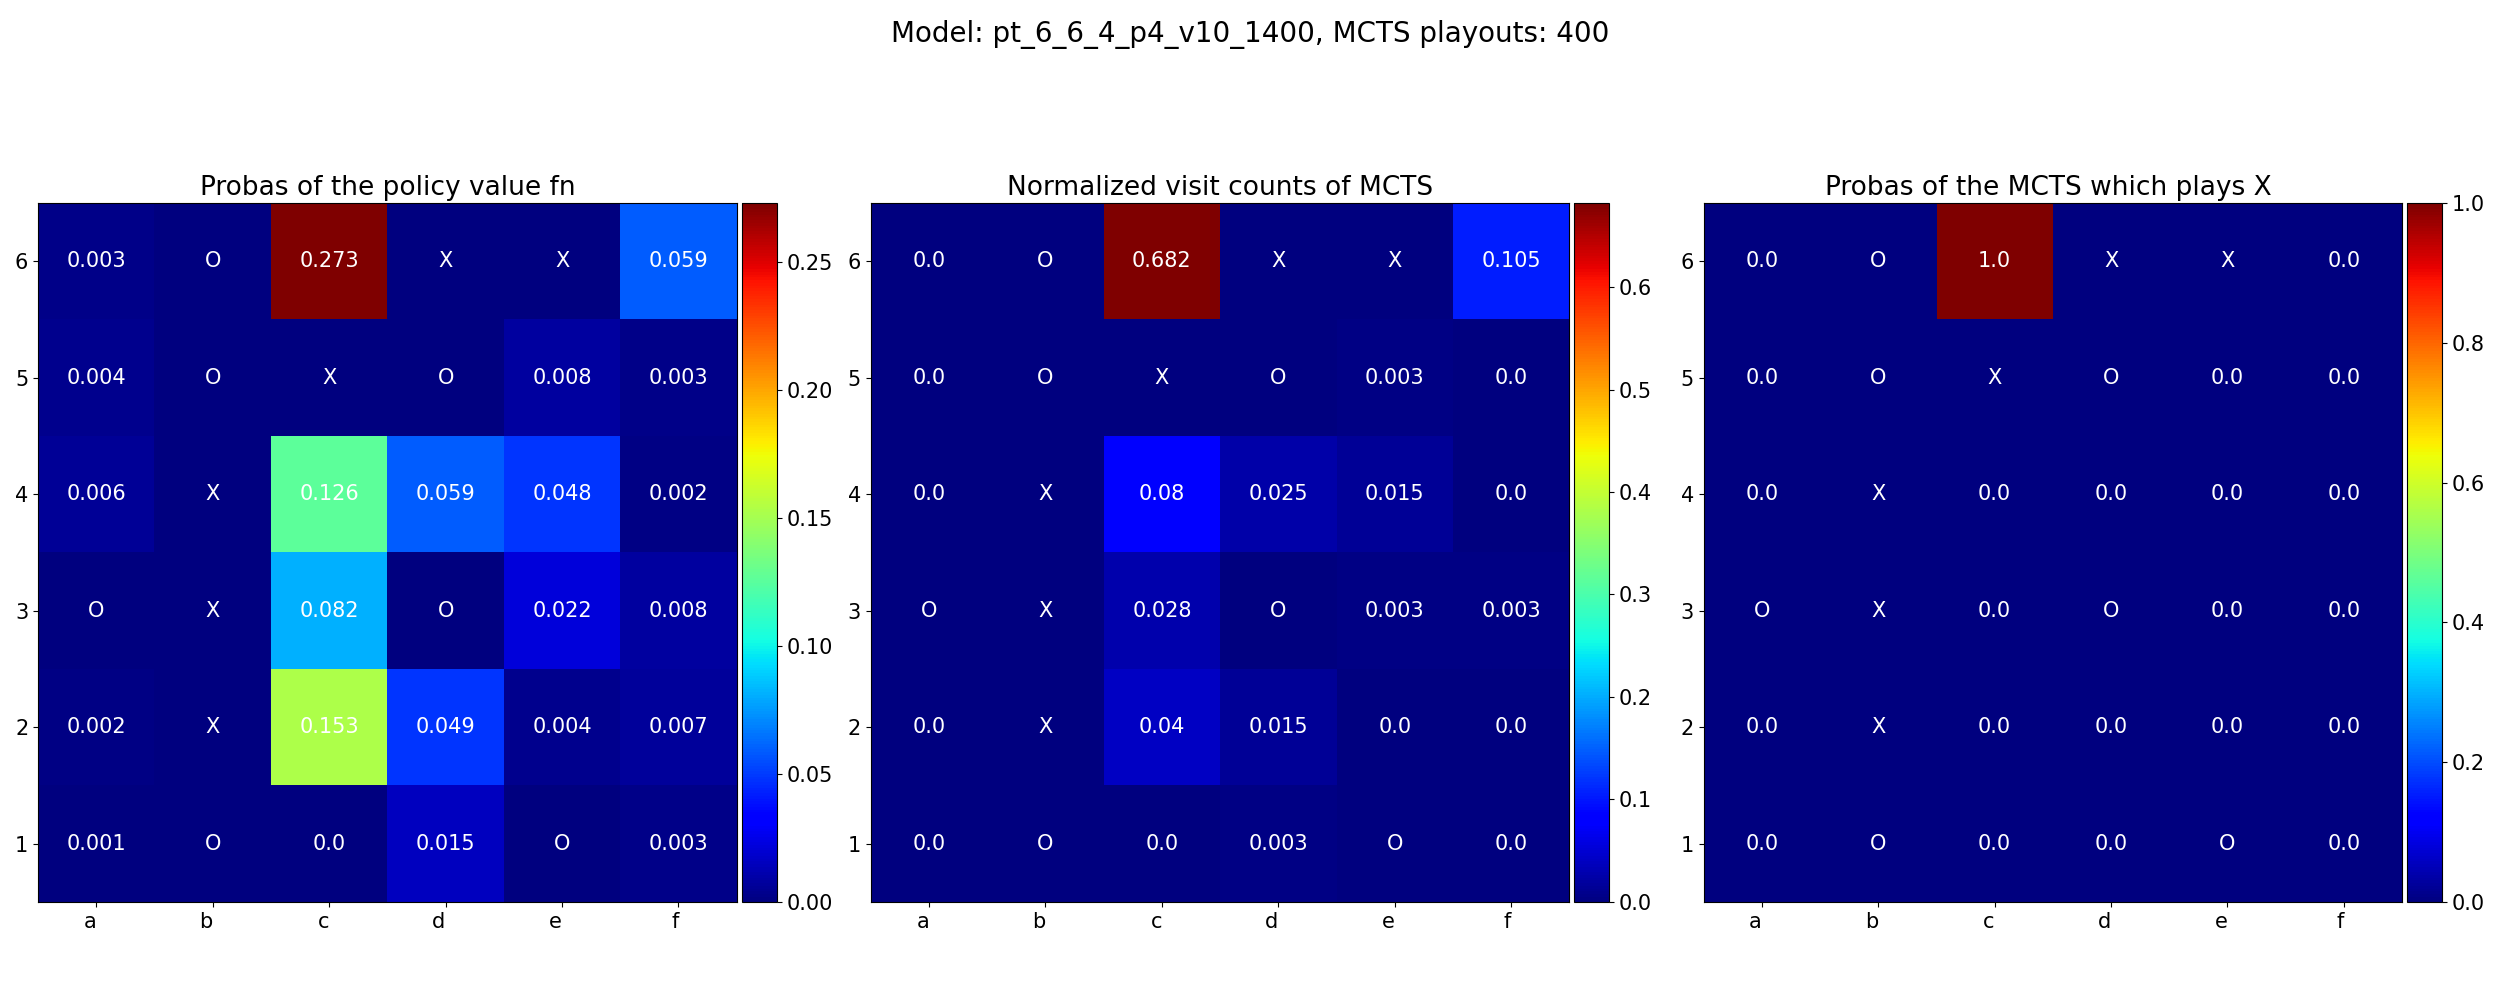 Model: pt_6_6_4_p4_v10_1400, MCTS playouts: 400
Probas of the policy value fn
6 0.003 O 0.273 X X 0.059
5 0.004 O X O 0.008 0.003
4 0.006 X 0.126 0.059 0.048 0.002
3 O X 0.082 O 0.022 0.008
2 0.002 X 0.153 0.049 0.004 0.007
1 0.001 O 0.0 0.015 O 0.003
a b c d e f
0.25
0.20
0.15
0.10
0.05
0.00
Normalized visit counts of MCTS
6 0.0 O 0.682 X X 0.105
5 0.0 O X O 0.003 0.0
4 0.0 X 0.08 0.025 0.015 0.0
3 O X 0.028 O 0.003 0.003
2 0.0 X 0.04 0.015 0.0 0.0
1 0.0 O 0.0 0.003 O 0.0
a b c d e f
0.6
0.5
0.4
0.3
0.2
0.1
0.0
Probas of the MCTS which plays X
6 0.0 O 1.0 X X 0.0
5 0.0 O X O 0.0 0.0
4 0.0 X 0.0 0.0 0.0 0.0
3 O X 0.0 O 0.0 0.0
2 0.0 X 0.0 0.0 0.0 0.0
1 0.0 O 0.0 0.0 O 0.0
a b c d e f
1.0
0.8
0.6
0.4
0.2
0.0